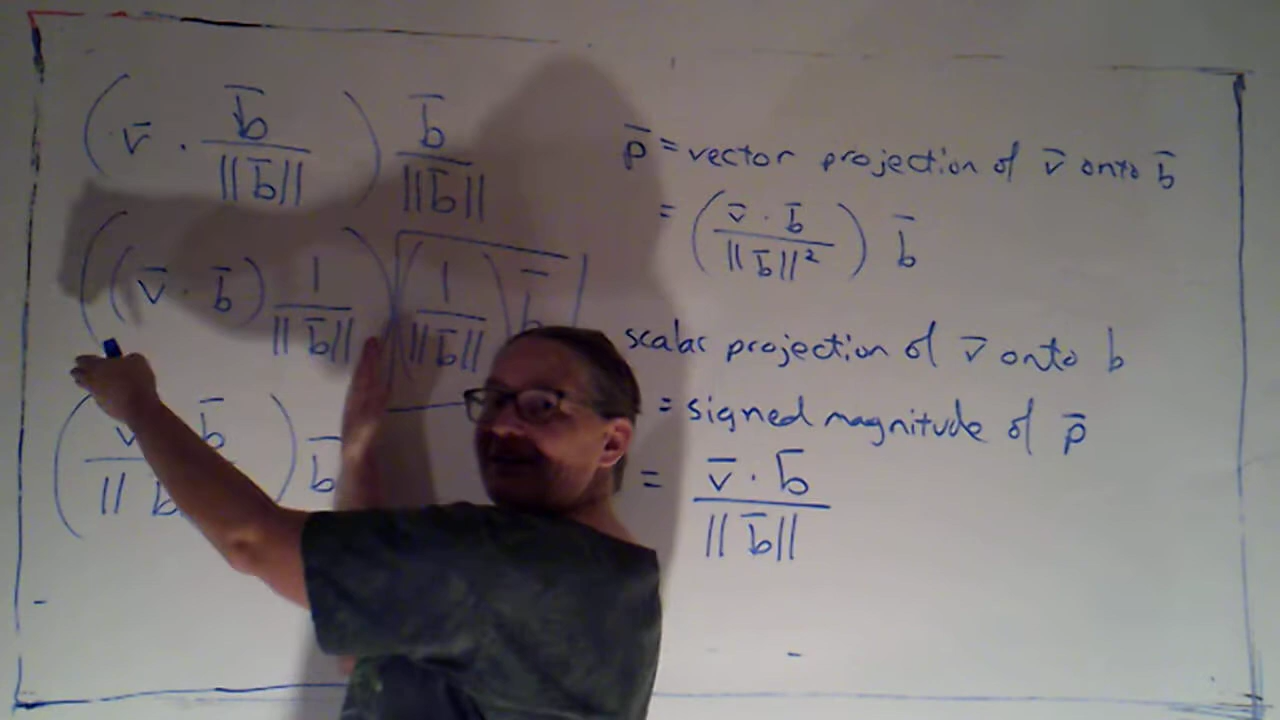 (v̄ · b̄/||b̄||) b̄/||b̄||
((v̄ · b̄) 1/||b̄||) (1/||b̄||) b̄
(v b̄/|| b) b̄
p̄ = vector projection of v̄ onto b̄
= (v̄ · b̄/||b̄||²) b̄
scalar projection of v̄ onto b
= signed magnitude of p̄
= v̄ · b̄/||b̄||